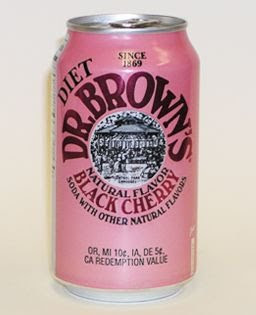 SINCE
1869
DIET
DR. BROWN'S
NATURAL FLAVOR
BLACK CHERRY
SODA WITH OTHER NATURAL FLAVORS
OR, MI 10¢, IA, DE 5¢,
CA REDEMPTION VALUE